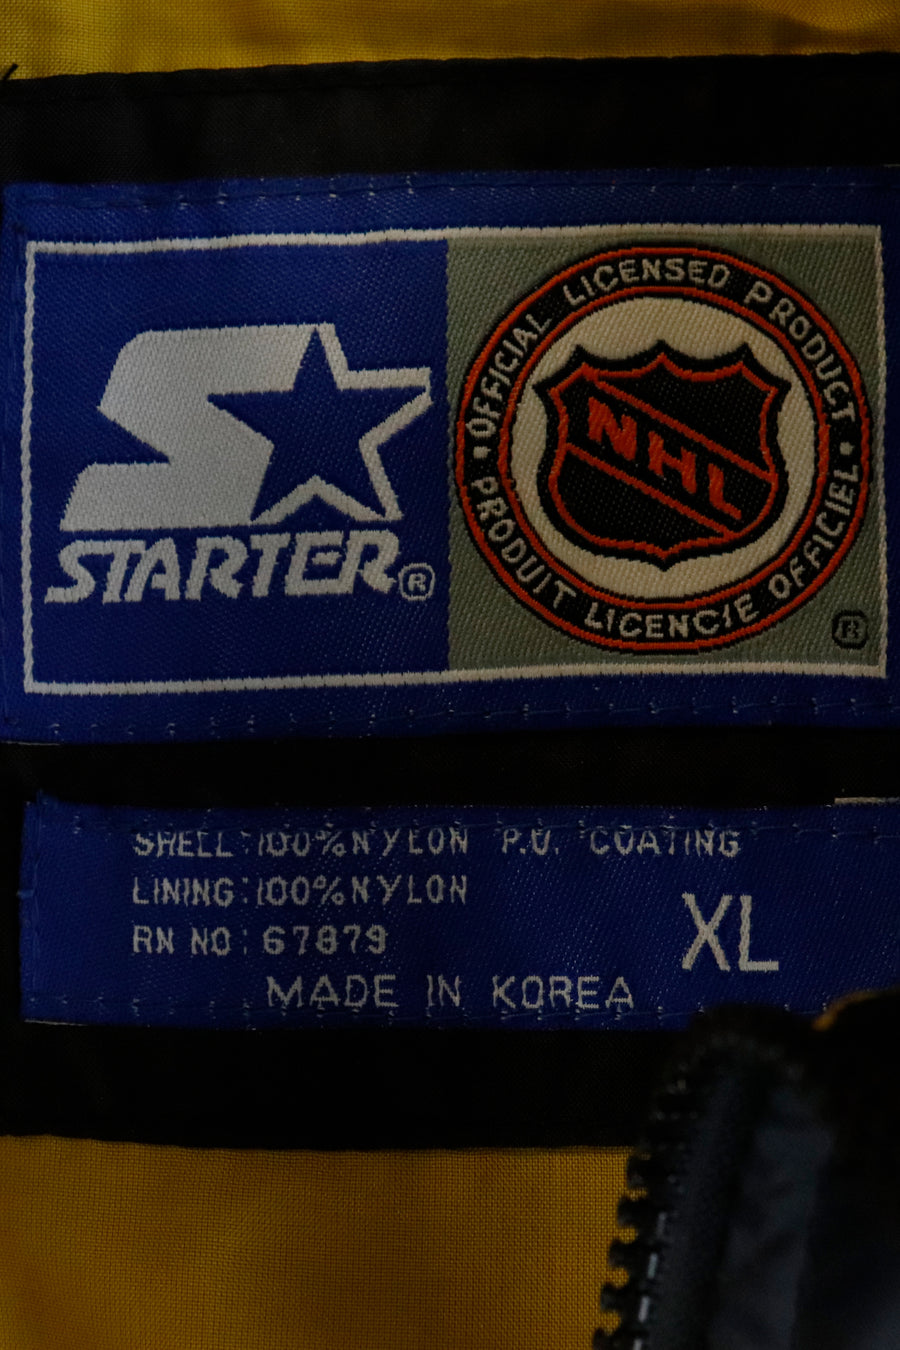 STARTER®
· OFFICIAL LICENSED PRODUCT ·
PRODUIT LICENCIE OFFICIEL
NHL
®
SHELL:100%NYLON P.U. COATING
LINING:100%NYLON
RN NO:67879
XL
MADE IN KOREA